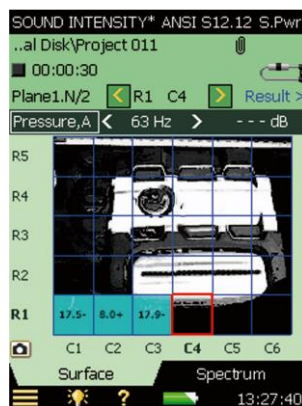 SOUND INTENSITY* ANSI S12.12 S.Pwr
..al Disk\Project 011
00:00:30
Plane1.N/2 < R1 C4 > Result >
Pressure,A < 63 Hz > --- dB
R5
R4
R3
R2
R1 17.5- 8.0+ 17.9-
C1 C2 C3 C4 C5 C6
Surface Spectrum
? 13:27:40